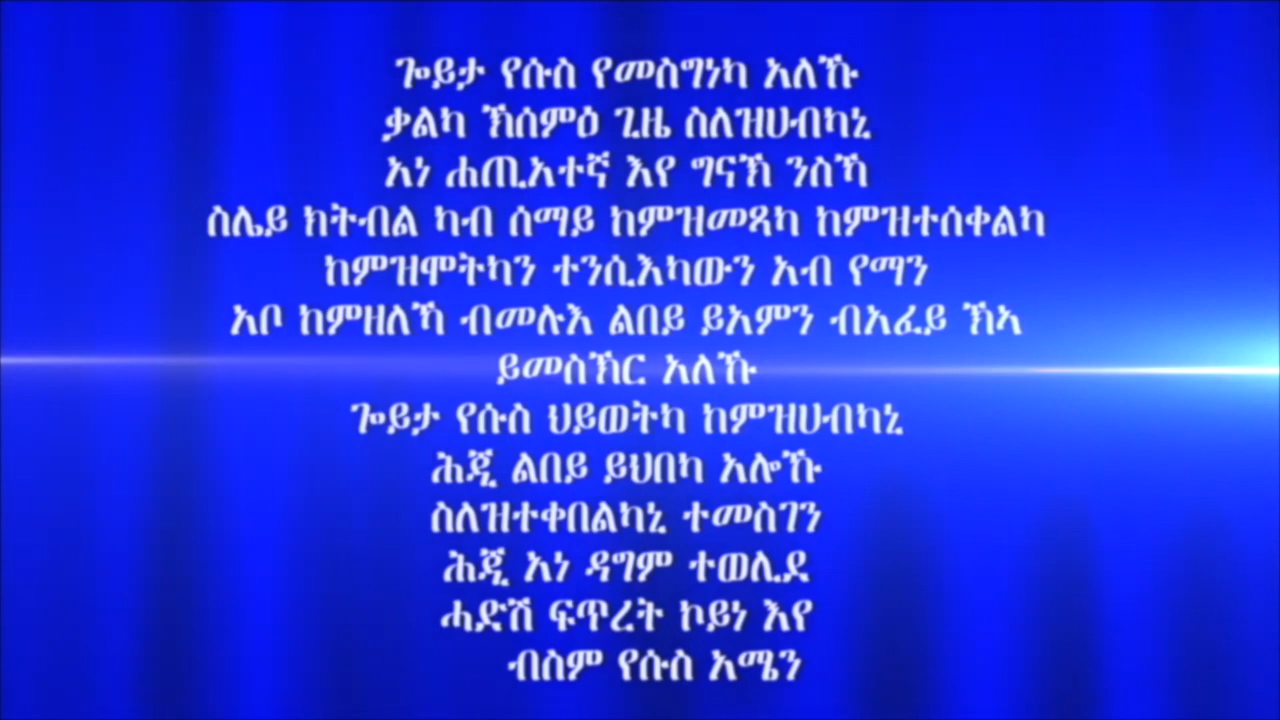 ጐይታ የሱስ የመስግነካ አለኹ
ቃልካ ኽሰምዕ ጊዜ ስለዝሀብካኒ
አነ ሐጢአተኛ እየ ግናኽ ንስኻ
ስሌይ ክትብል ካብ ሰማይ ከምዝመጻካ ከምዝተሰቀልካ
ከምዝሞትካን ተንሲእካውን አብ የማን
አቦ ከምዘለኻ ብመሉእ ልበይ ይአምን ብአፈይ ኽኣ
ይመስኽር አለኹ
ጐይታ የሱስ ህይወትካ ከምዝሀብካኒ
ሕጂ ልበይ ይህበካ አሎኹ
ስለዝተቀበልካኒ ተመስገን
ሕጂ አነ ዳግም ተወሊደ
ሓድሽ ፍጥረት ኮይነ እየ
ብስም የሱስ አሜን